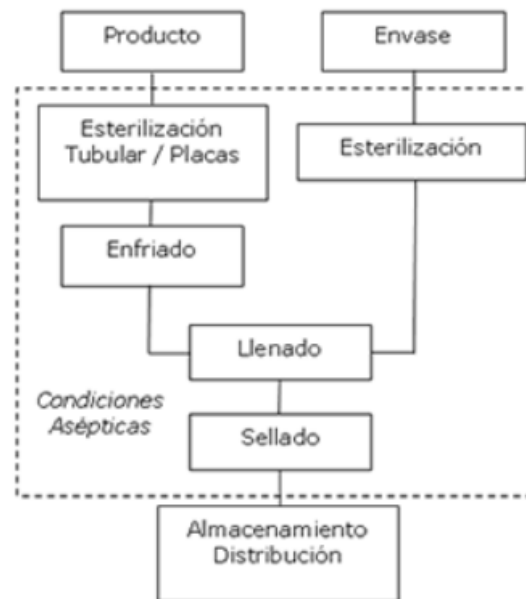 Producto
Envase
Esterilización
Tubular / Placas
Esterilización
Enfriado
Llenado
Condiciones
Asépticas
Sellado
Almacenamiento
Distribución